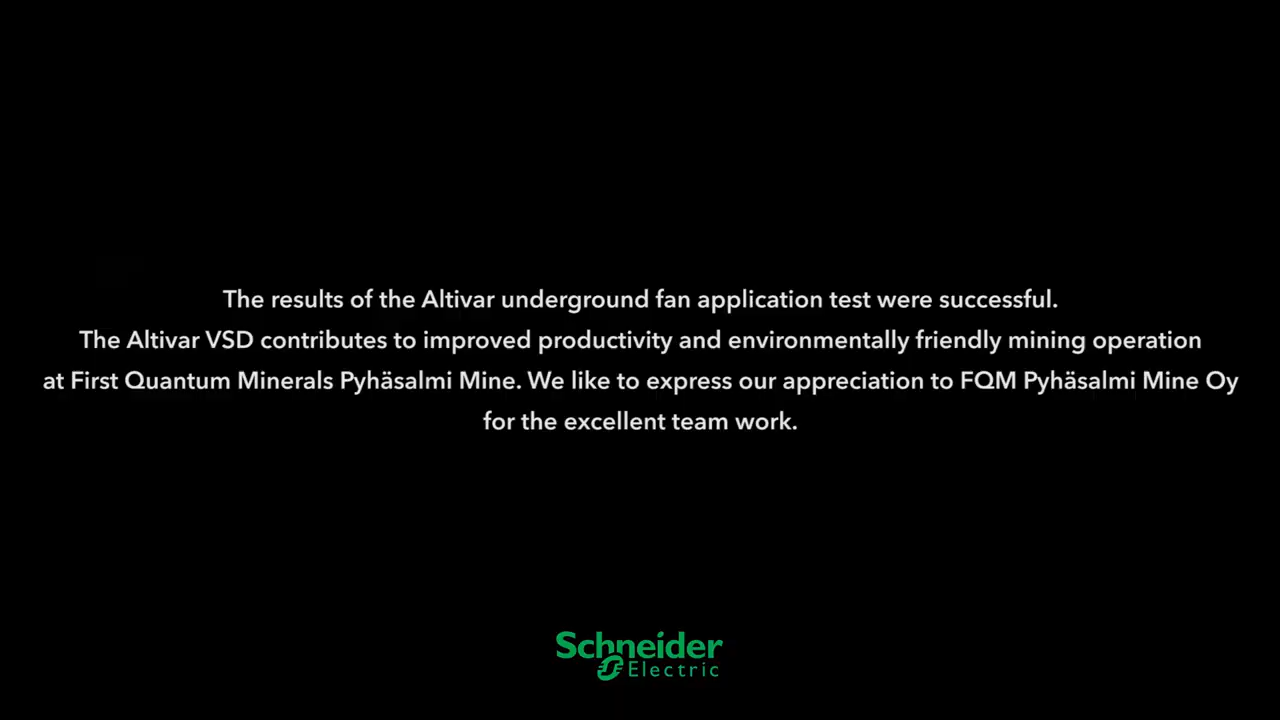 The results of the Altivar underground fan application test were successful.
The Altivar VSD contributes to improved productivity and environmentally friendly mining operation
at First Quantum Minerals Pyhäsalmi Mine. We like to express our appreciation to FQM Pyhäsalmi Mine Oy
for the excellent team work.
Schneider
Electric